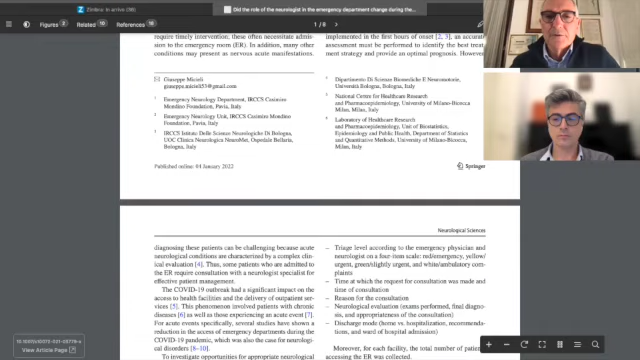 Zimbra: In arrivo (98)
Did the role of the neurologist in the emergency department change during the...
Figures 2
Related 10
References 18
1 / 8
require timely intervention; these often necessitate admis-
sions to the emergency room (ER). In addition, many other
conditions may present as nervous acute manifestations.
implemented in the first hours of onset [2, 3], an accurate
assessment must be performed to identify the best treat-
ment strategy and provide an optimal prognosis. However
Giuseppe Micieli
giuseppe.micieli51@gmail.com
1 Emergency Neurology Department, IRCCS Casimiro
Mondino Foundation, Pavia, Italy
2 Emergency Neurology Unit, IRCCS Casimiro Mondino
Foundation, Pavia, Italy
3 IRCCS Istituto Delle Scienze Neurologiche Di Bologna,
UOC Clinica Neurologica NeuroMet, Ospedale Bellaria,
Bologna, Italy
Dipartimento Di Scienze Biomediche E Neuromotorie,
Università Bologna, Bologna, Italy
National Centre for Healthcare Research
and Pharmacoepidemiology, University of Milano-Bicocca,
Milan, Italy
Laboratory of Healthcare Research
and Pharmacoepidemiology, Unit of Biostatistics,
Epidemiology and Public Health, Department of Statistics
and Quantitative Methods, University of Milano-Bicocca,
Milan, Italy
Published online: 04 January 2022
Springer
Neurological Sciences
diagnosing these patients can be challenging because acute
neurological conditions are characterized by a complex clin-
ical evaluation [4]. Thus, some patients who are admitted to
the ER require consultation with a neurologist specialist for
effective patient management.
The COVID-19 outbreak had a significant impact on the
access to health facilities and the delivery of outpatient ser-
vices [5]. This phenomenon involved patients with chronic
diseases [6] as well as those experiencing an acute event [7].
For acute events specifically, several studies have shown a
reduction in the access of emergency departments during the
COVID-19 pandemic, which was also the case for neurologi-
cal disorders [8–10].
To investigate opportunities for appropriate neurological
– Triage level according to the emergency physician and
neurologist on a four-item scale: red/emergency, yellow/
urgent, green/slightly urgent, and white/ambulatory com-
plaints
– Time at which the request for consultation was made and
time of consultation
– Reason for the consultation
– Neurological evaluation (exams performed, final diagno-
sis, and appropriateness of the consultation)
– Discharge mode (home vs. hospitalization, recommenda-
tions, and ward of hospital admission)
Moreover, for each facility, the total number of patients
accessing the ER was collected.
View Article Page